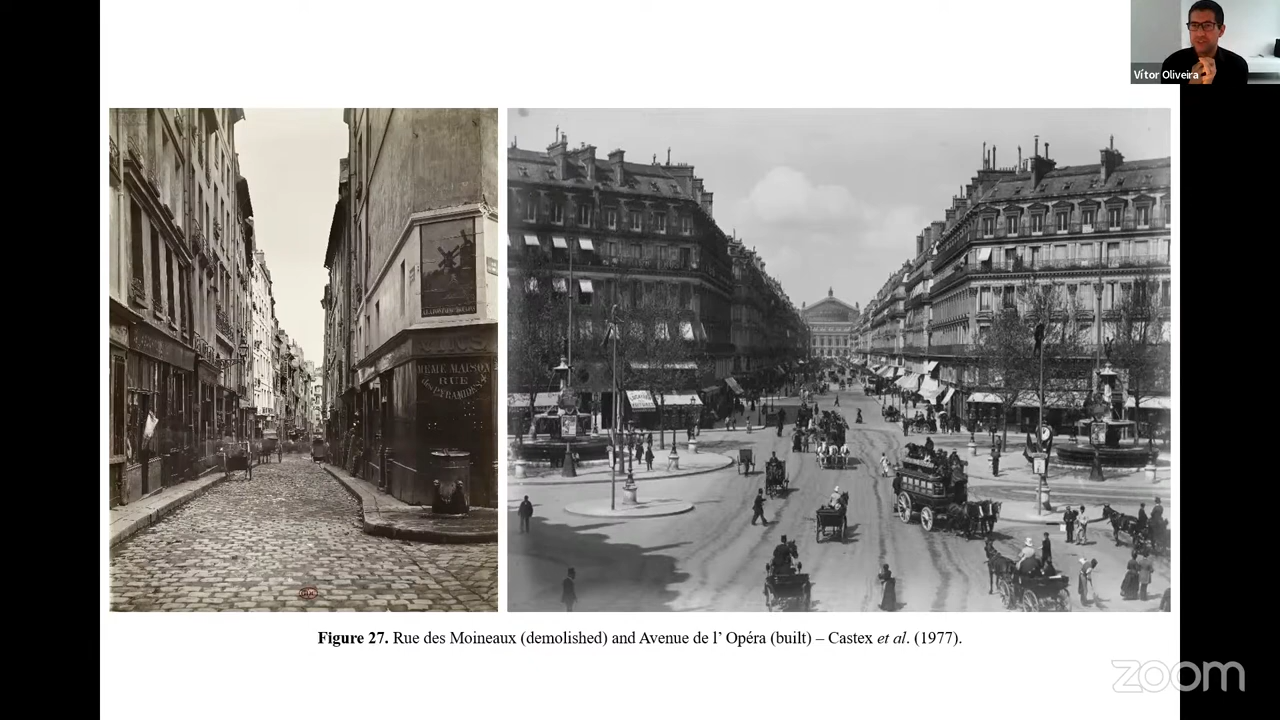 Vítor Oliveira
MEME MAISON
RUE
des PYRAMIDES
Figure 27. Rue des Moineaux (demolished) and Avenue de l’ Opéra (built) – Castex et al. (1977).
zoom